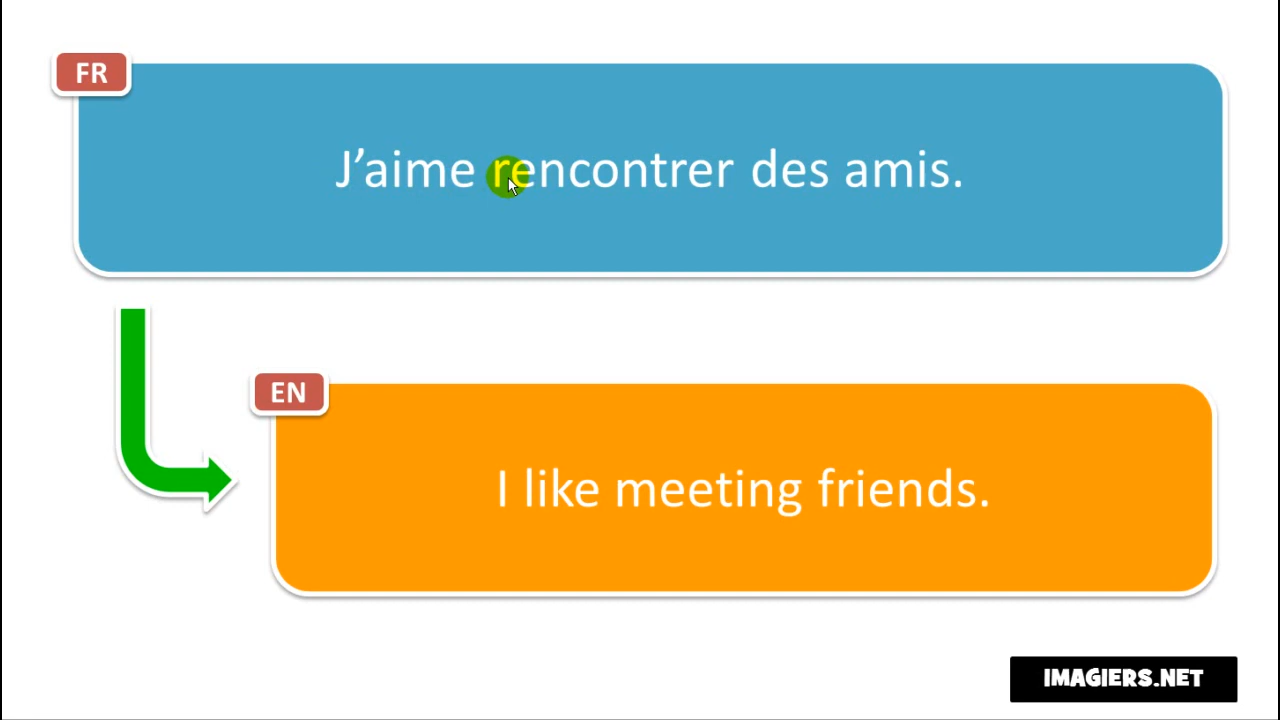 FR
J’aime rencontrer des amis.
EN
I like meeting friends.
IMAGIERS.NET